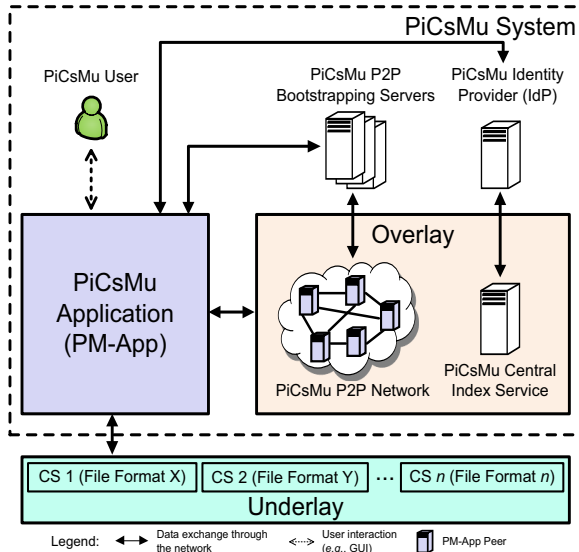 PiCsMu System
PiCsMu User
PiCsMu P2P
Bootstrapping Servers
PiCsMu Identity
Provider (IdP)
PiCsMu
Application
(PM-App)
Overlay
PiCsMu P2P Network
PiCsMu Central
Index Service
CS 1 (File Format X)
CS 2 (File Format Y)
...
CS n (File Format n)
Underlay
Legend:
Data exchange through
the network
User interaction
(e.g., GUI)
PM-App Peer